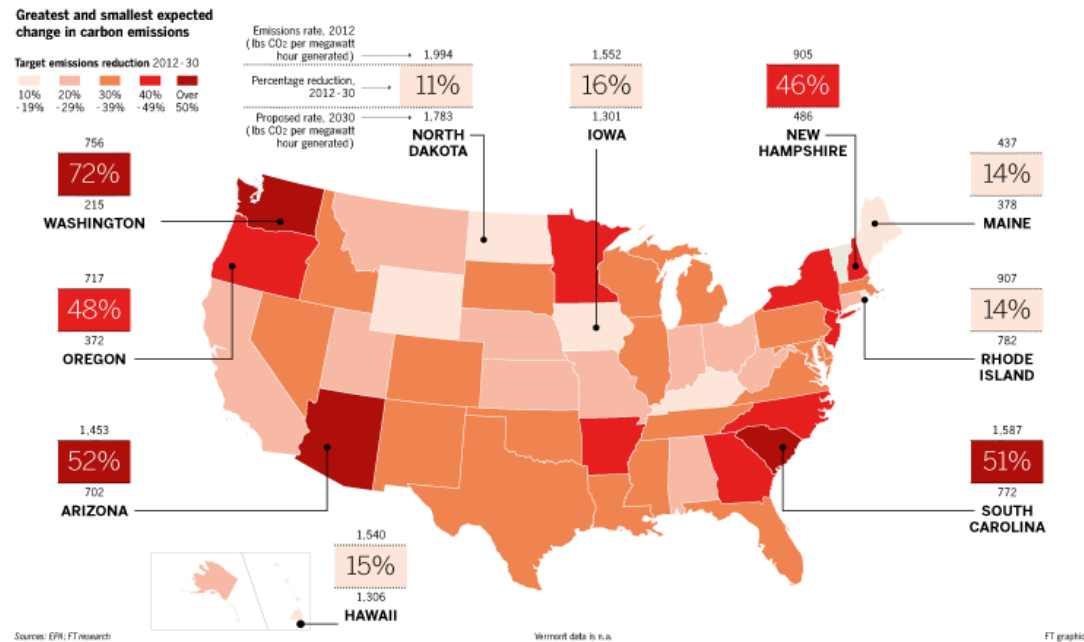 Greatest and smallest expected
change in carbon emissions
Target emissions reduction 2012-30
10%
-19%
20%
-29%
30%
-39%
40%
-49%
Over
50%
Emissions rate, 2012
(lbs CO₂ per megawatt
hour generated)
Percentage reduction,
2012-30
Proposed rate, 2030
(lbs CO₂ per megawatt
hour generated)
1,994
11%
1,783
NORTH
DAKOTA
1,552
16%
1,301
IOWA
905
46%
486
NEW
HAMPSHIRE
756
72%
215
WASHINGTON
437
14%
378
MAINE
717
48%
372
OREGON
907
14%
782
RHODE
ISLAND
1,453
52%
702
ARIZONA
1,587
51%
772
SOUTH
CAROLINA
1,540
15%
1,306
HAWAII
Sources: EPA; FT research
Vermont data is n.a.
FT graphic